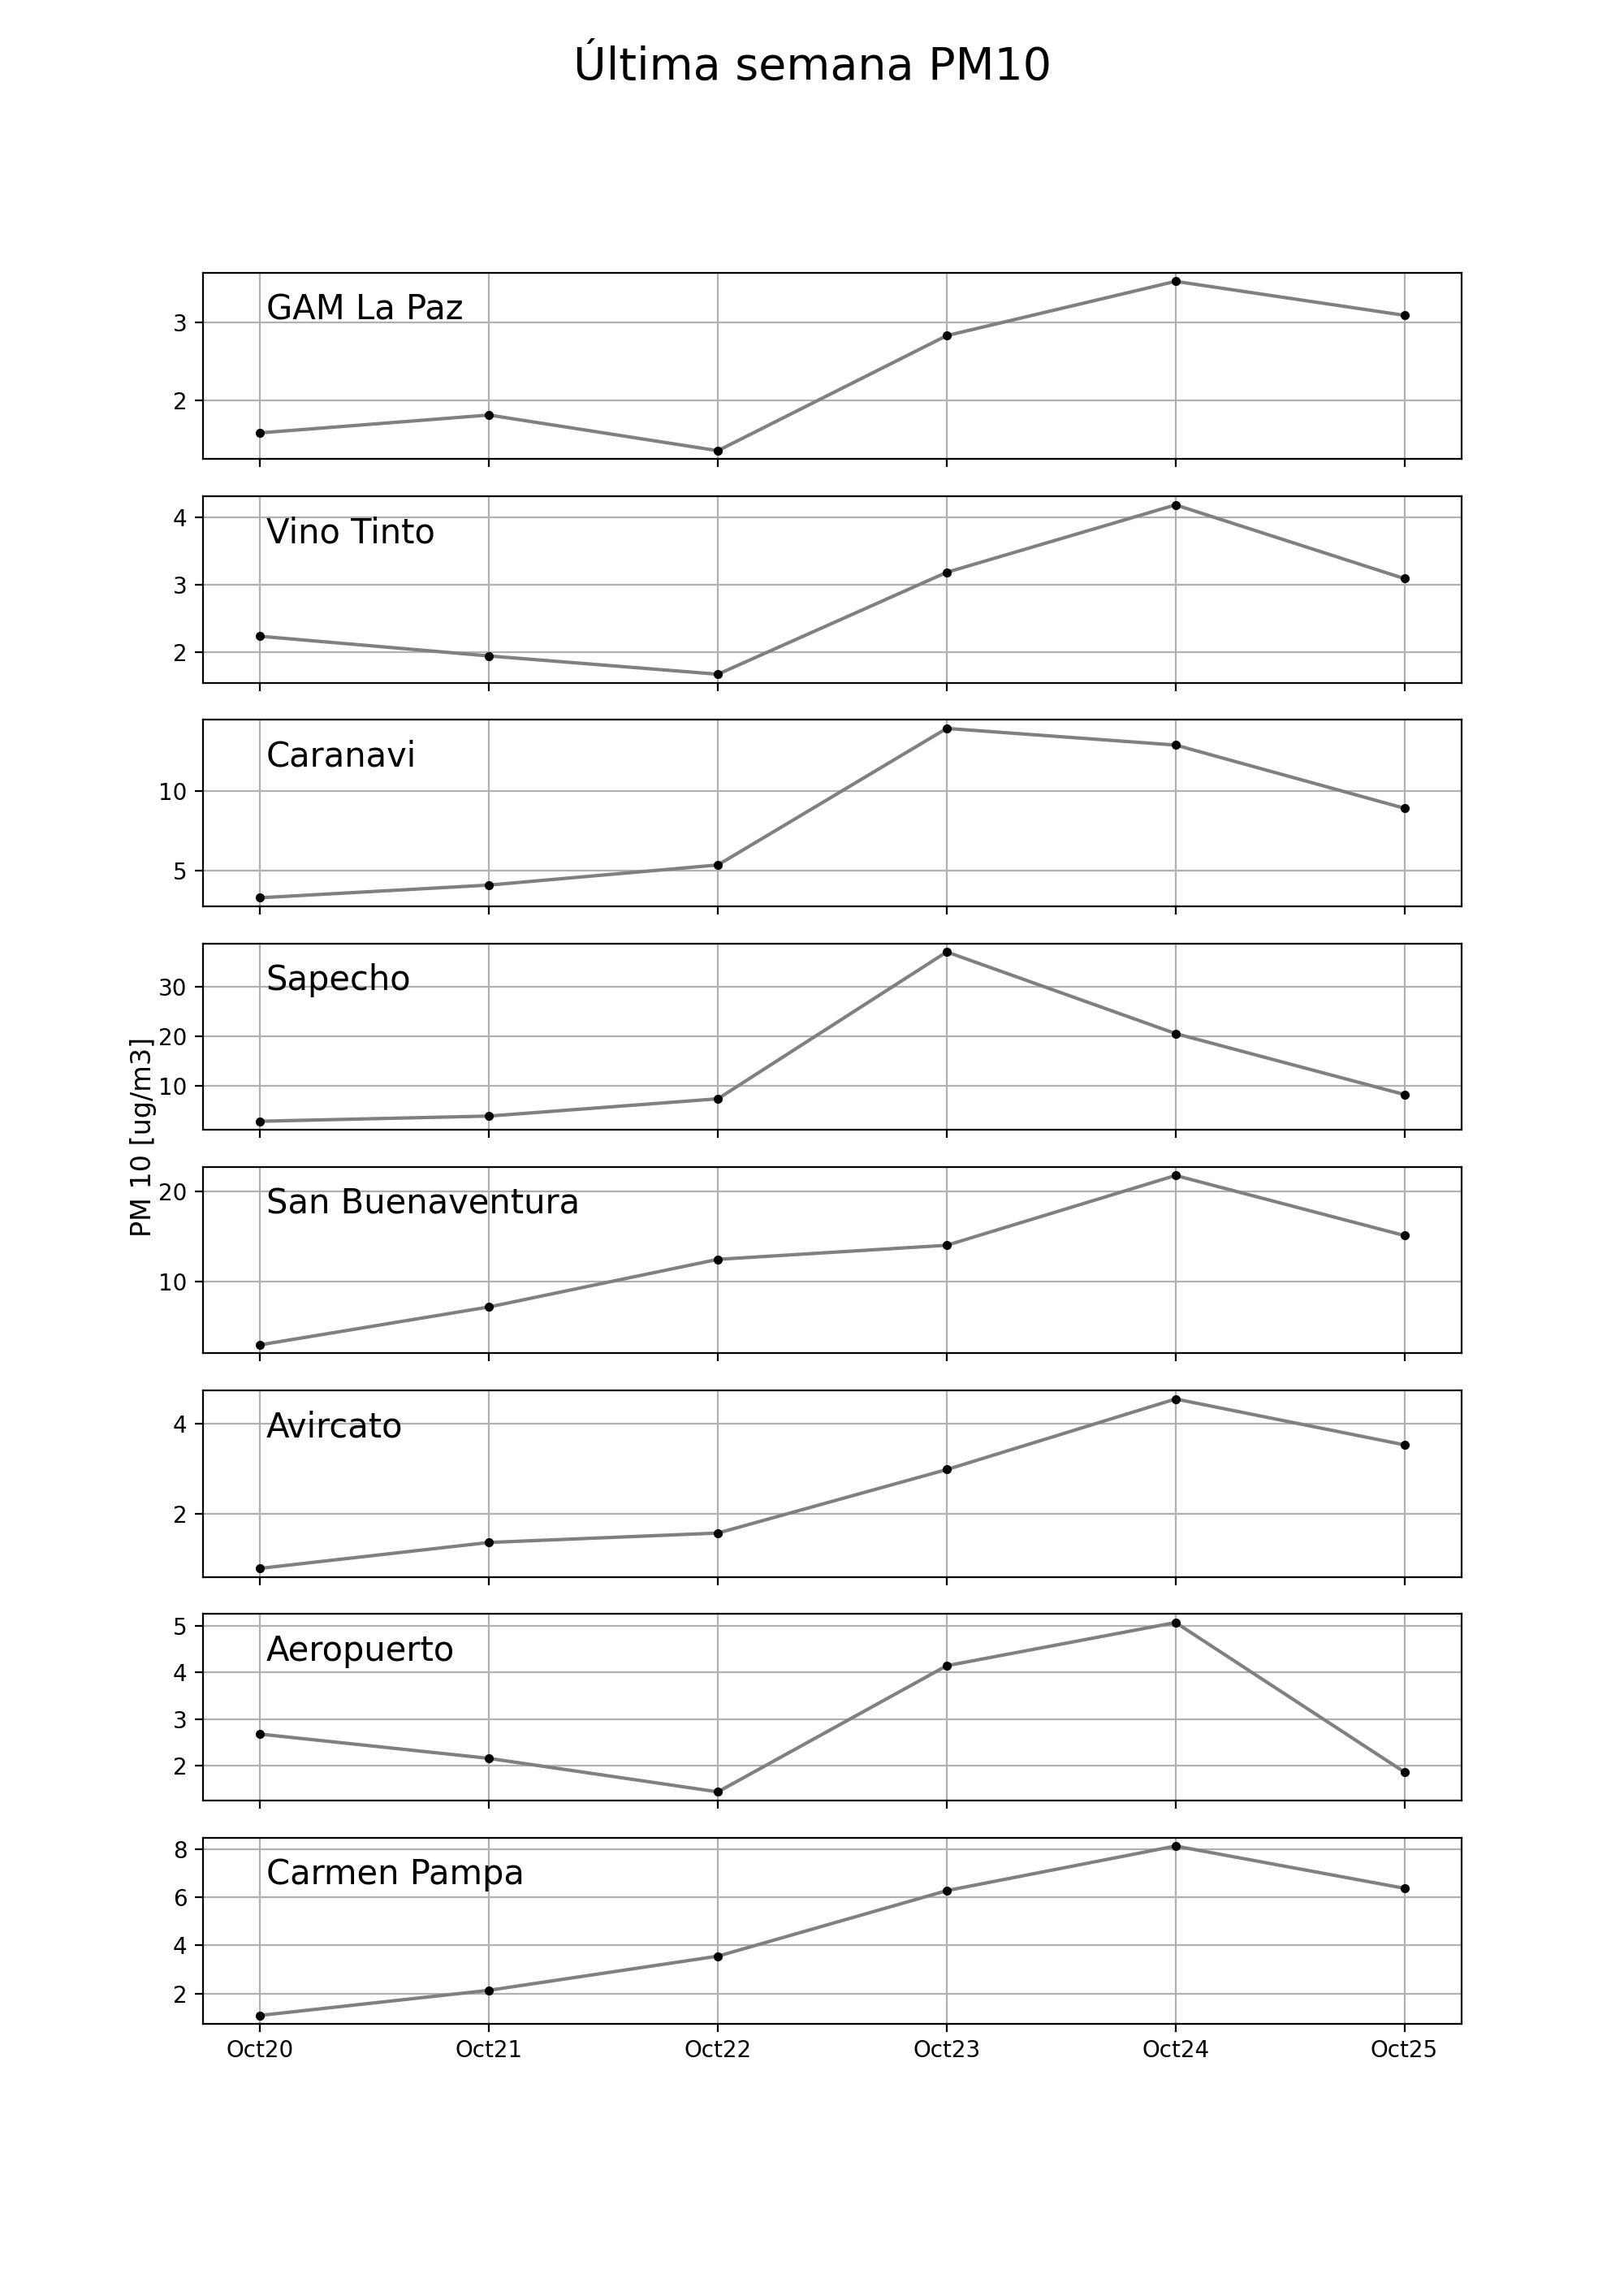 Última semana PM10
GAM La Paz
3
2
Vino Tinto
4
3
2
Caranavi
10
5
Sapecho
30
20
10
PM 10 [ug/m3]
San Buenaventura
20
10
Avircato
4
2
Aeropuerto
5
4
3
2
Carmen Pampa
8
6
4
2
Oct20 Oct21 Oct22 Oct23 Oct24 Oct25